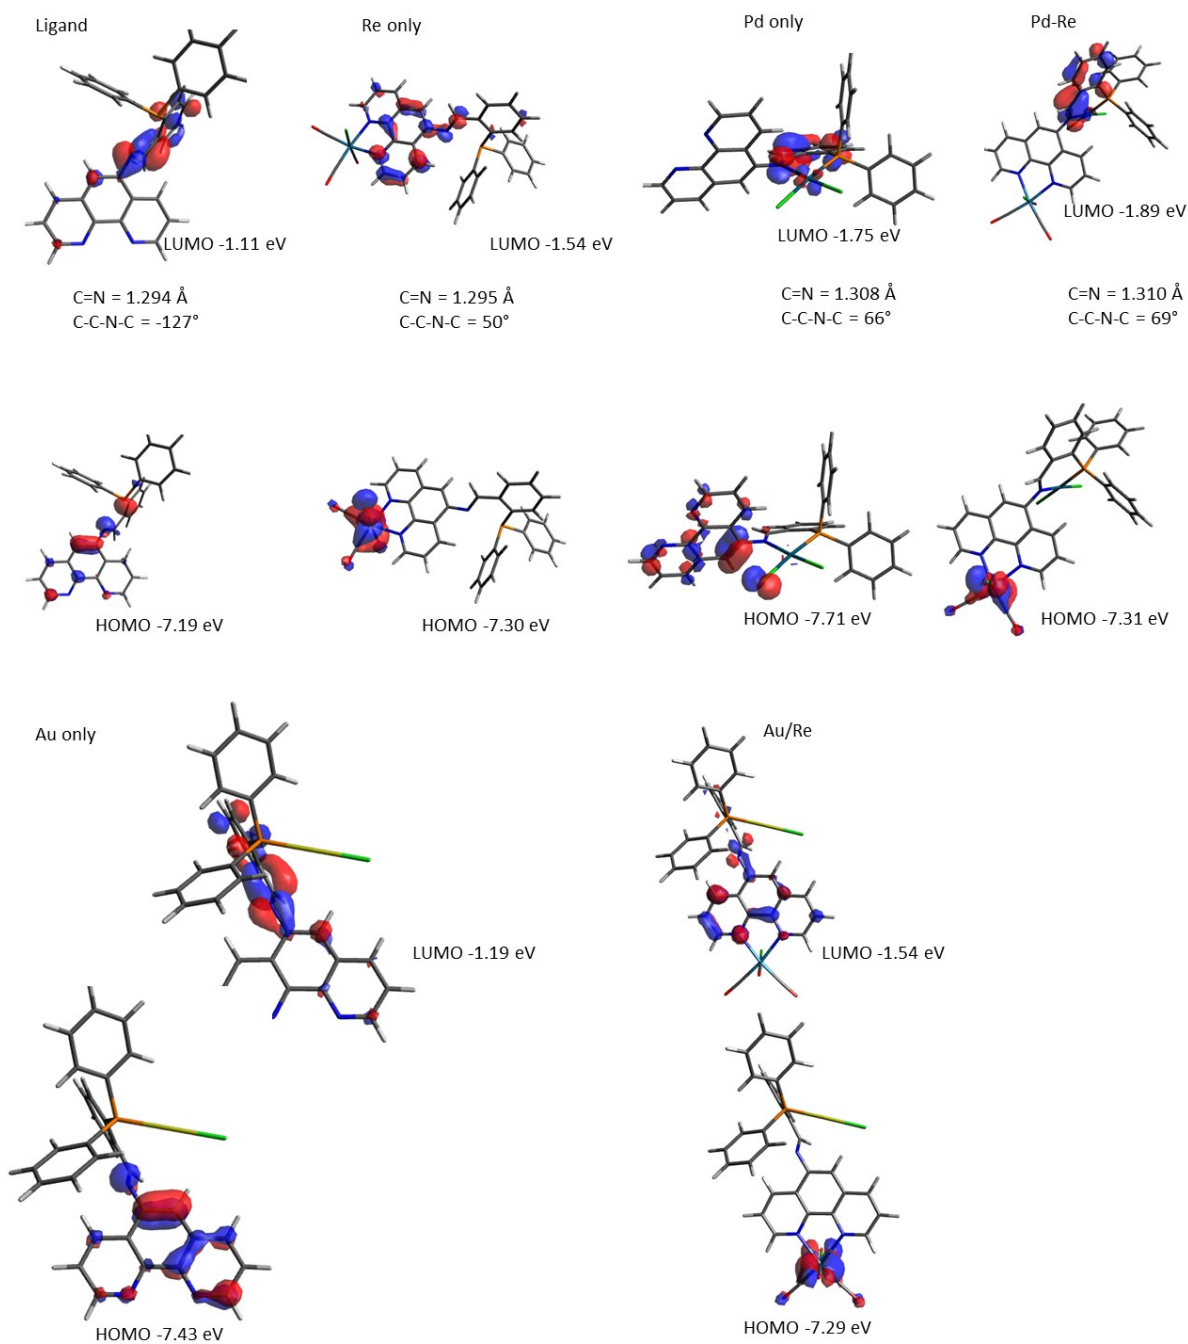 Ligand
Re only
Pd only
Pd-Re
LUMO -1.11 eV
LUMO -1.54 eV
LUMO -1.75 eV
LUMO -1.89 eV
C=N = 1.294 Å
C-C-N-C = -127°
C=N = 1.295 Å
C-C-N-C = 50°
C=N = 1.308 Å
C-C-N-C = 66°
C=N = 1.310 Å
C-C-N-C = 69°
HOMO -7.19 eV
HOMO -7.30 eV
HOMO -7.71 eV
HOMO -7.31 eV
Au only
Au/Re
LUMO -1.19 eV
LUMO -1.54 eV
HOMO -7.43 eV
HOMO -7.29 eV